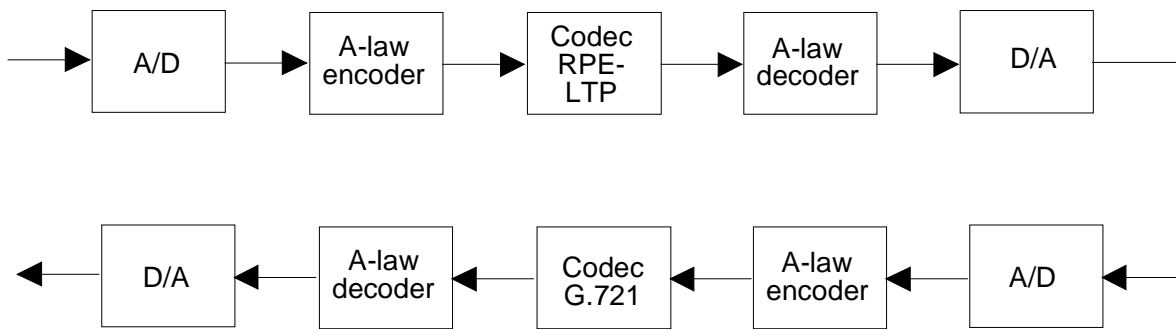 A/D
A-law
encoder
Codec
RPE-
LTP
A-law
decoder
D/A
D/A
A-law
decoder
Codec
G.721
A-law
encoder
A/D